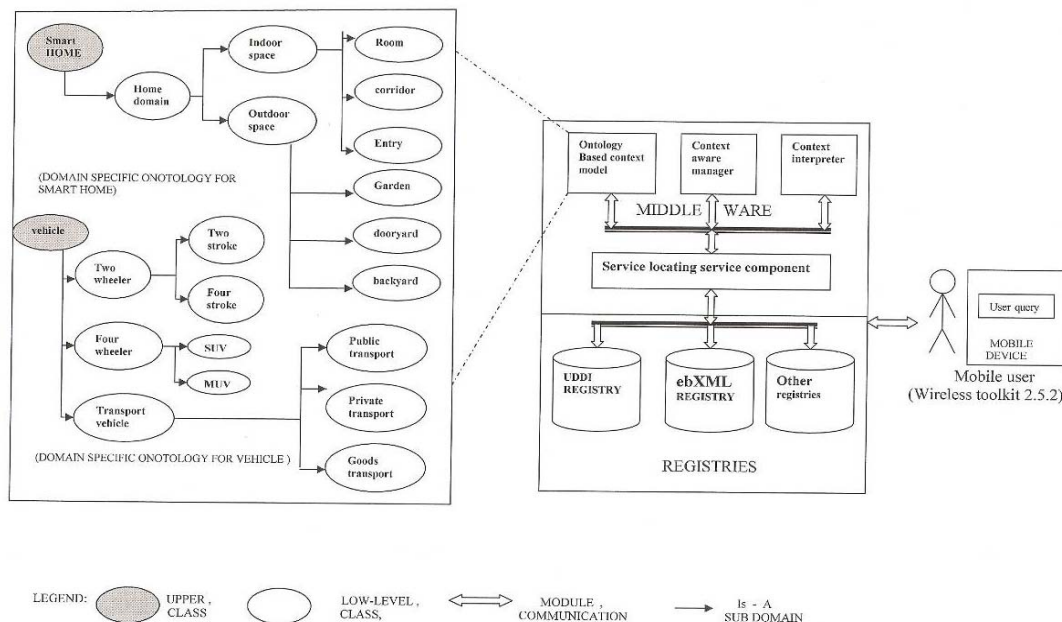 Smart
HOME
Home
domain
Indoor
space
Outdoor
space
Room
corridor
Entry
Garden
dooryard
backyard
(DOMAIN SPECIFIC ONOTOLOGY FOR
SMART HOME)
vehicle
Two
wheeler
Two
stroke
Four
stroke
Four
wheeler
SUV
MUV
Transport
vehicle
Public
transport
Private
transport
Goods
transport
(DOMAIN SPECIFIC ONOTOLOGY FOR VEHICLE )
Ontology
Based context
model
Context
aware
manager
Context
interpreter
MIDDLE WARE
Service locating service component
UDDI
REGISTRY
ebXML
REGISTRY
Other
registries
REGISTRIES
User query
MOBILE
DEVICE
Mobile user
(Wireless toolkit 2.5.2)
LEGEND:
UPPER ,
CLASS
LOW-LEVEL ,
CLASS,
MODULE ,
COMMUNICATION
Is - A
SUB DOMAIN